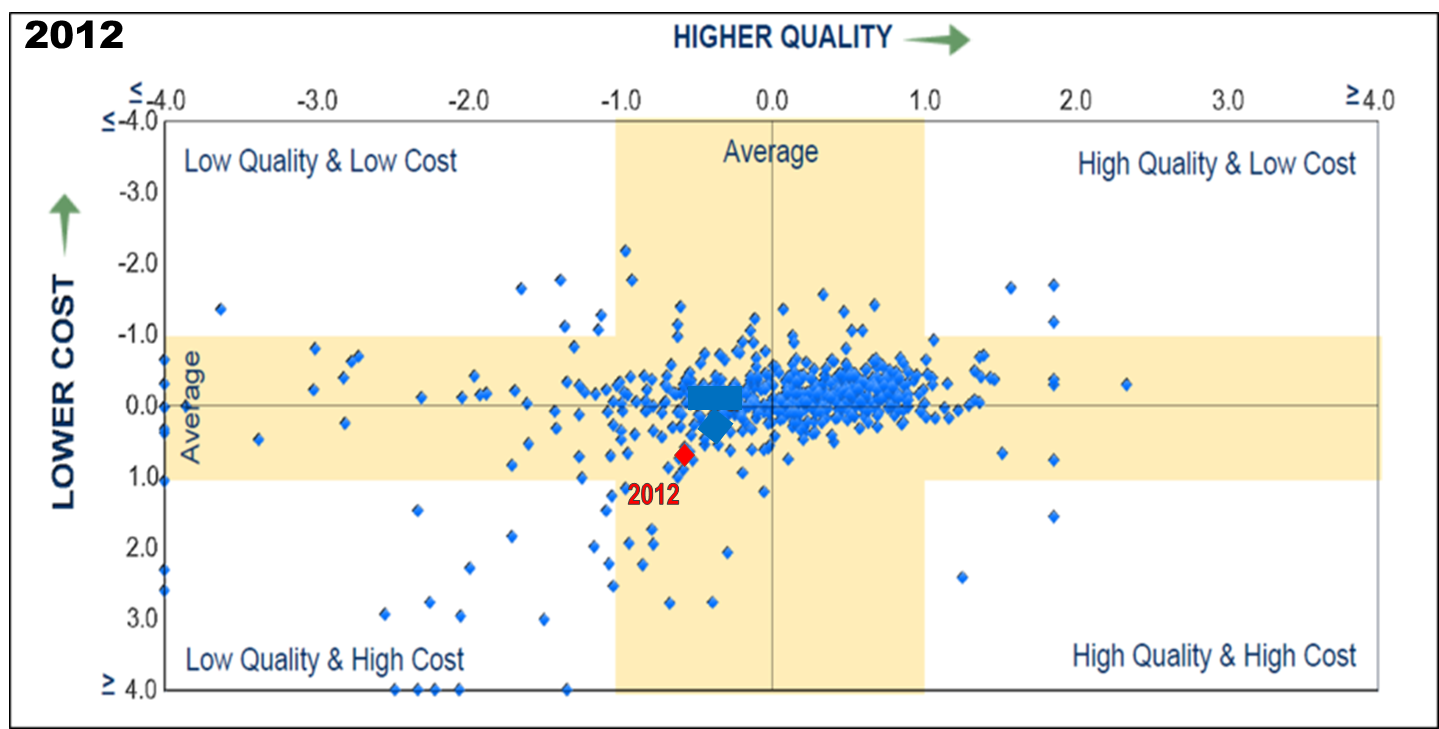 2012
HIGHER QUALITY
≤ -4.0 -3.0 -2.0 -1.0 0.0 1.0 2.0 3.0 ≥ 4.0
≤ -4.0
Low Quality & Low Cost
Average
High Quality & Low Cost
-3.0
-2.0
-1.0
LOWER COST
Average
0.0
1.0
2012
2.0
3.0
Low Quality & High Cost
High Quality & High Cost
≥ 4.0